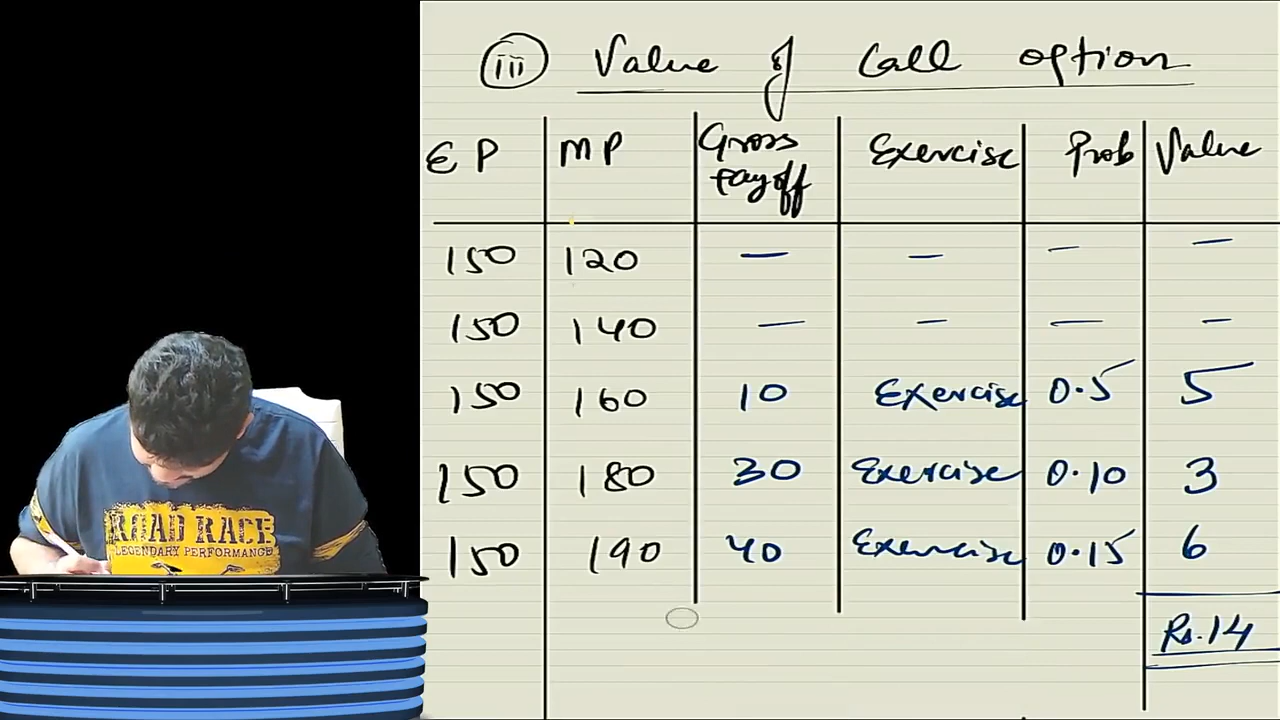 iii Value of Call option
EP MP Gross Payoff Exercise Prob Value
150 120 — — — —
150 140 — — — —
150 160 10 Exercise 0.5 5
150 180 30 Exercise 0.10 3
150 190 40 Exercise 0.15 6
Rs.14
ROAD RACE
LEGENDARY PERFORMANCE